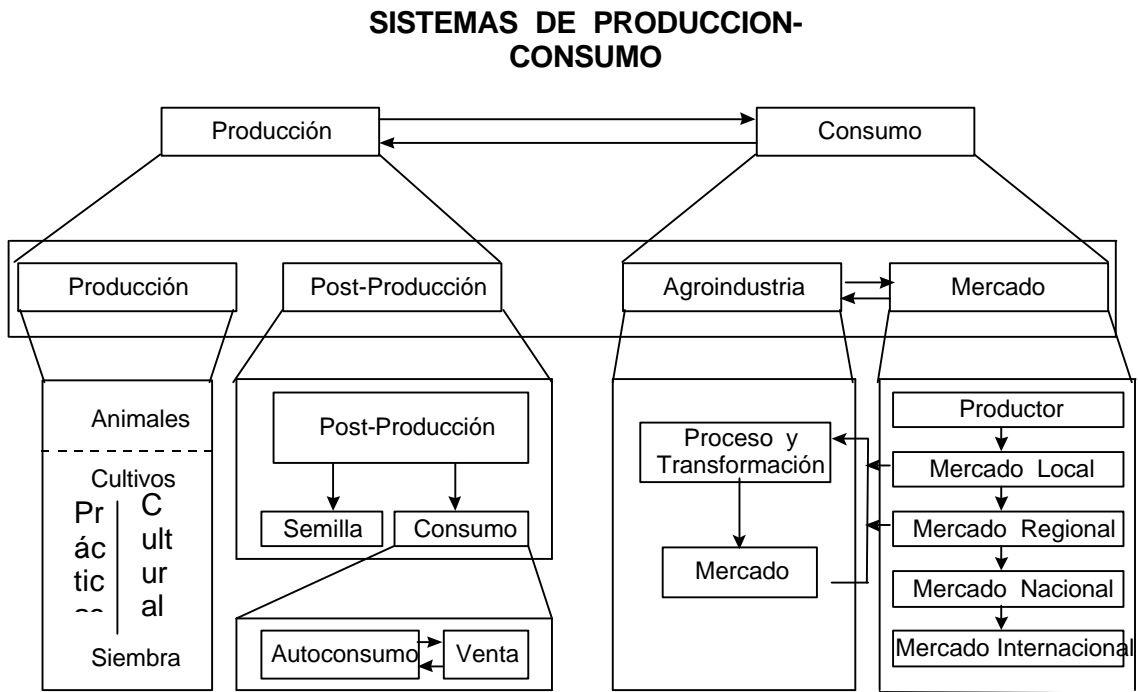 SISTEMAS DE PRODUCCION-
CONSUMO
Producción
Consumo
Producción
Post-Producción
Agroindustria
Mercado
Animales
Cultivos
Pr
ác
tic
C
ult
ur
al
Siembra
Post-Producción
Semilla
Consumo
Autoconsumo
Venta
Proceso y
Transformación
Mercado
Productor
Mercado Local
Mercado Regional
Mercado Nacional
Mercado Internacional